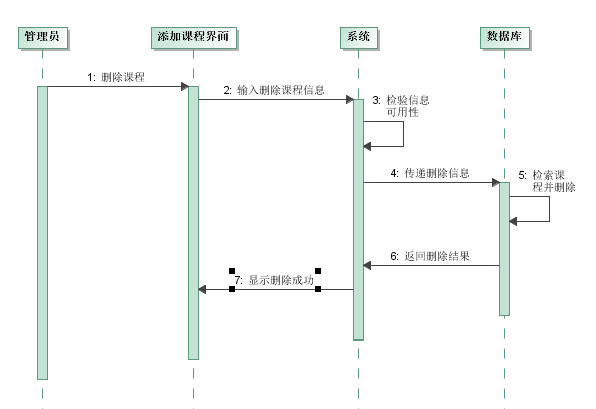 管理员
添加课程界面
系统
数据库
1: 删除课程
2: 输入删除课程信息
3: 检验信息
可用性
4: 传递删除信息
5: 检索课
程并删除
6: 返回删除结果
7: 显示删除成功